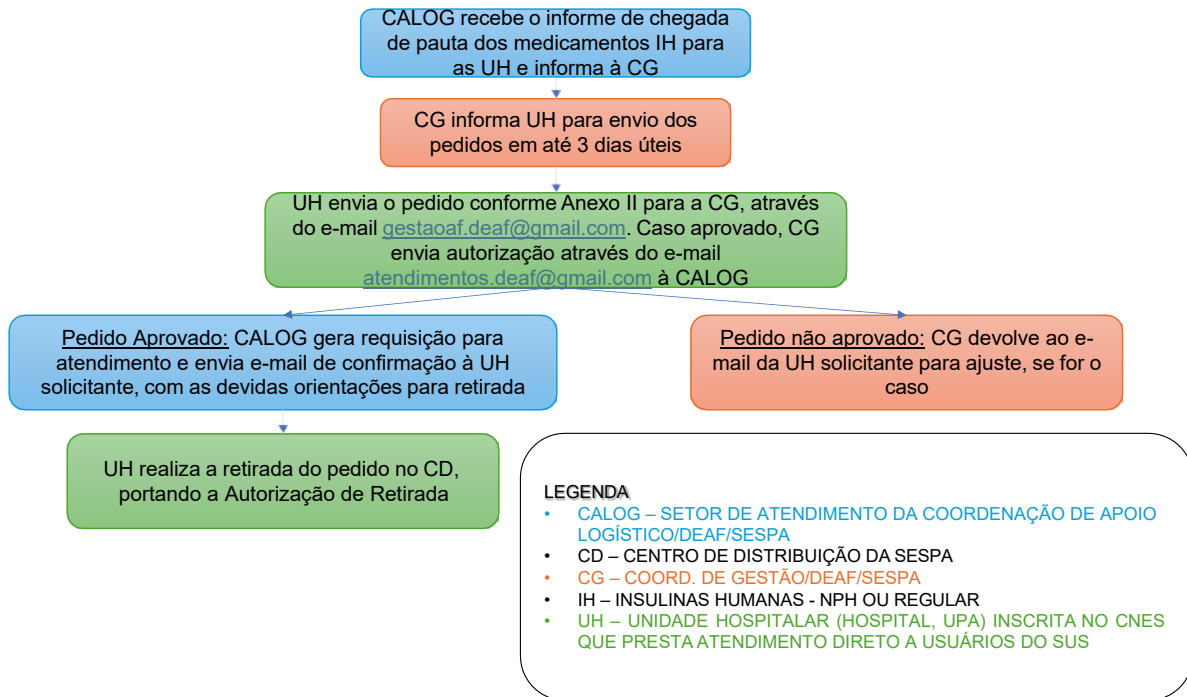 CALOG recebe o informe de chegada
de pauta dos medicamentos IH para
as UH e informa à CG
CG informa UH para envio dos
pedidos em até 3 dias úteis
UH envia o pedido conforme Anexo II para a CG, através
do e-mail gestaoaf.deaf@gmail.com. Caso aprovado, CG
envia autorização através do e-mail
atendimentos.deaf@gmail.com à CALOG
Pedido Aprovado: CALOG gera requisição para
atendimento e envia e-mail de confirmação à UH
solicitante, com as devidas orientações para retirada
Pedido não aprovado: CG devolve ao e-
mail da UH solicitante para ajuste, se for o
caso
UH realiza a retirada do pedido no CD,
portando a Autorização de Retirada
LEGENDA
• CALOG – SETOR DE ATENDIMENTO DA COORDENAÇÃO DE APOIO
LOGÍSTICO/DEAF/SESPA
• CD – CENTRO DE DISTRIBUIÇÃO DA SESPA
• CG – COORD. DE GESTÃO/DEAF/SESPA
• IH – INSULINAS HUMANAS - NPH OU REGULAR
• UH – UNIDADE HOSPITALAR (HOSPITAL, UPA) INSCRITA NO CNES
QUE PRESTA ATENDIMENTO DIRETO A USUÁRIOS DO SUS